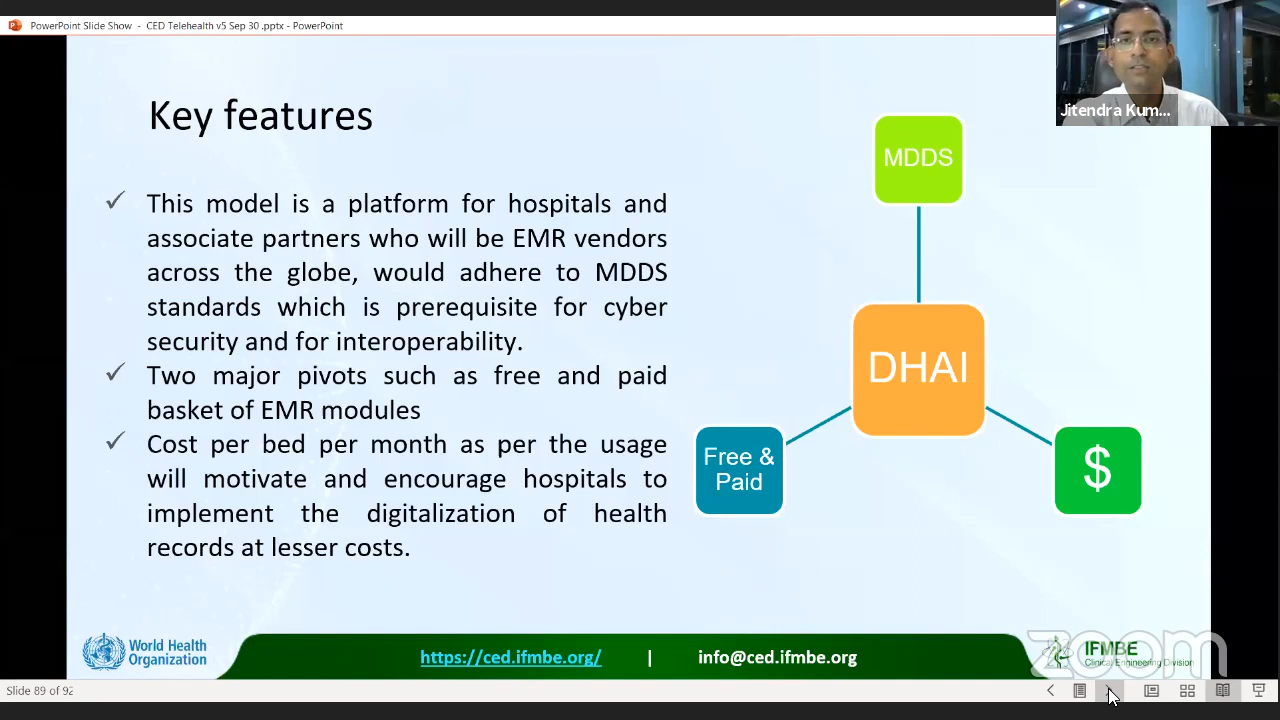 PowerPoint Slide Show - CED Telehealth v5 Sep 30 .pptx - PowerPoint
Jitendra Kum...
Key features
MDDS
✓ This model is a platform for hospitals and
associate partners who will be EMR vendors
across the globe, would adhere to MDDS
standards which is prerequisite for cyber
security and for interoperability.
✓ Two major pivots such as free and paid
basket of EMR modules
✓ Cost per bed per month as per the usage
will motivate and encourage hospitals to
implement the digitalization of health
records at lesser costs.
DHAI
Free &
Paid
$
World Health
Organization
https://ced.ifmbe.org/ | info@ced.ifmbe.org
zoom
IFMBE
Clinical Engineering Division
Slide 89 of 92